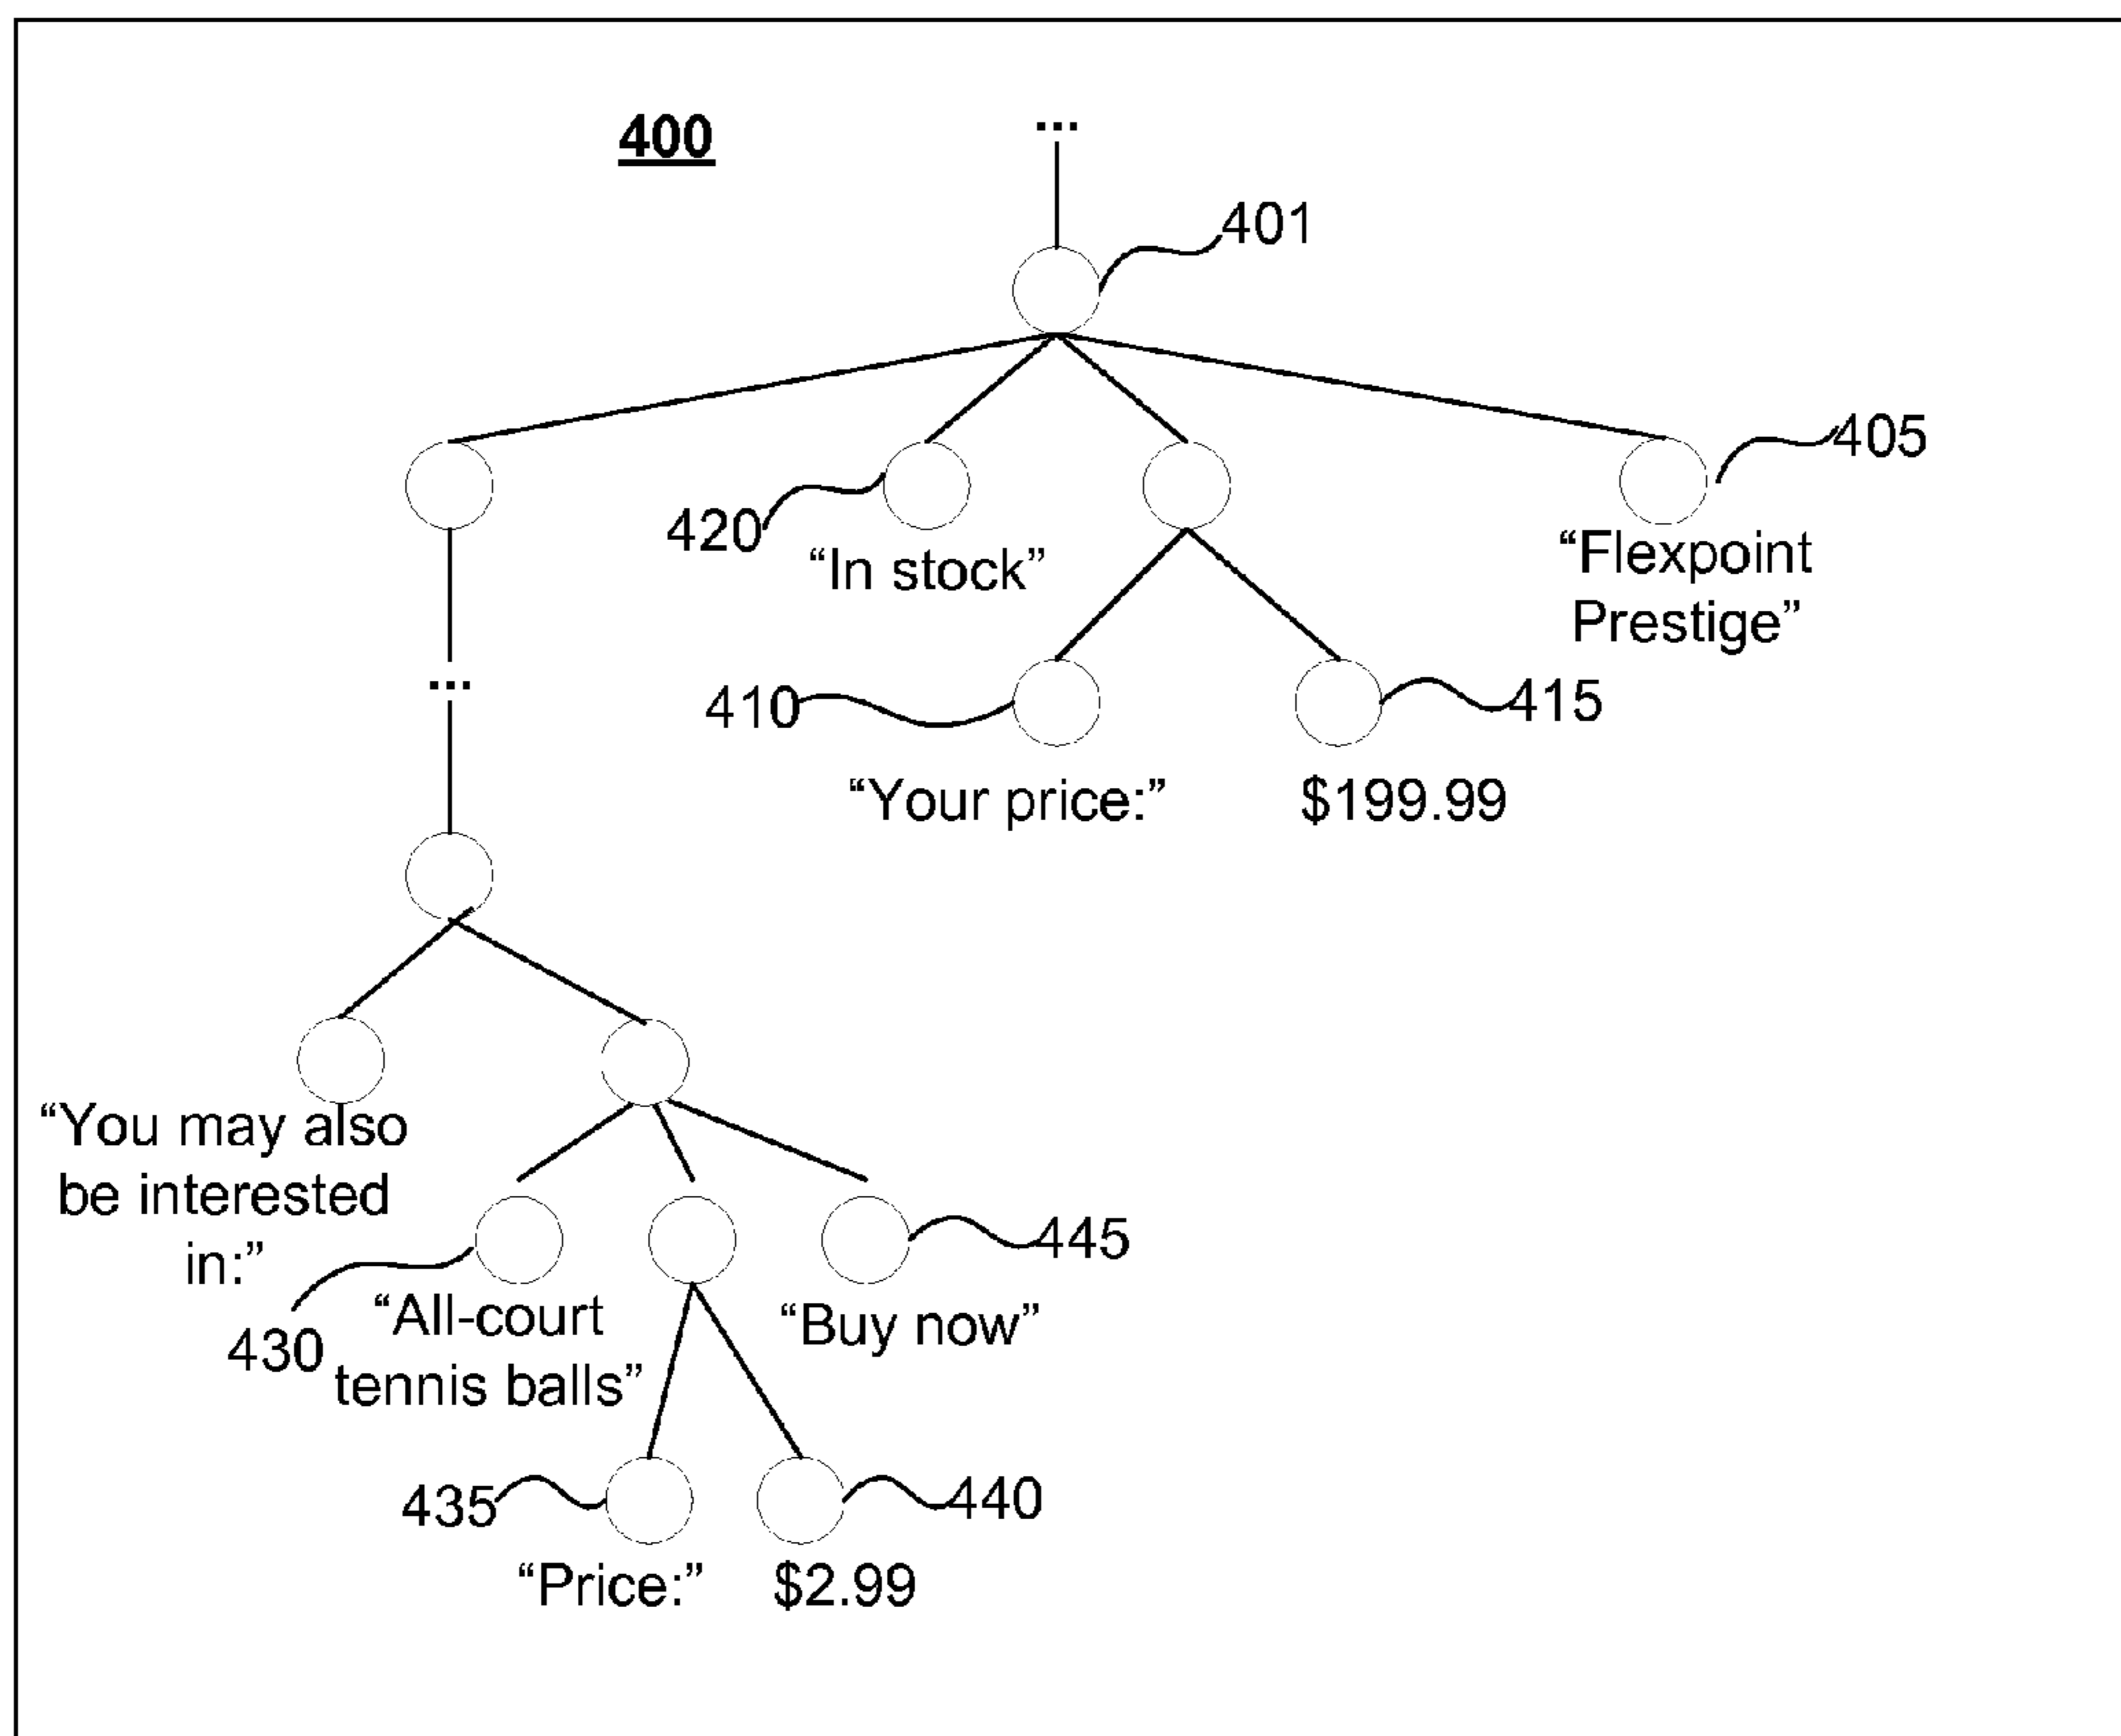 400
...
401
405
420
“In stock”
“Flexpoint
Prestige”
...
410
415
“Your price:”
$199.99
“You may also
be interested
in:”
430
“All-court
tennis balls”
445
“Buy now”
435
440
“Price:”
$2.99